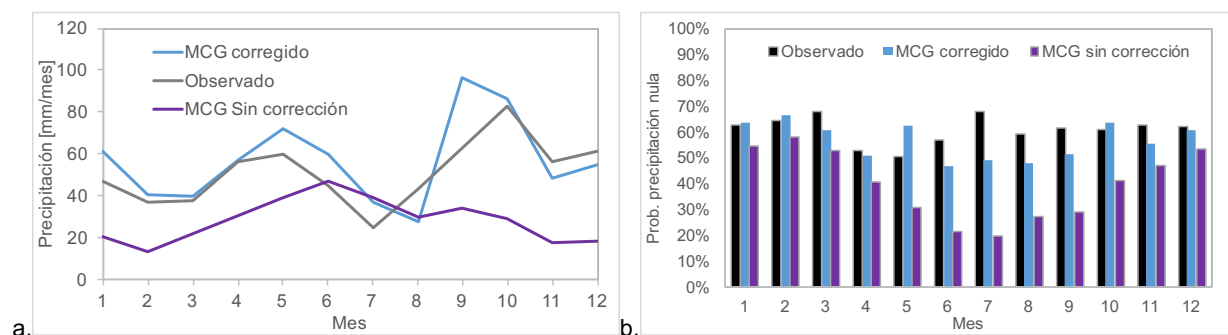 120
100
80
60
40
20
0
Precipitación [mm/mes]
MCG corregido
Observado
MCG Sin corrección
1 2 3 4 5 6 7 8 9 10 11 12
Mes
a.
100%
90%
80%
70%
60%
50%
40%
30%
20%
10%
0%
Prob. precipitación nula
Observado MCG corregido MCG sin corrección
1 2 3 4 5 6 7 8 9 10 11 12
Mes
b.